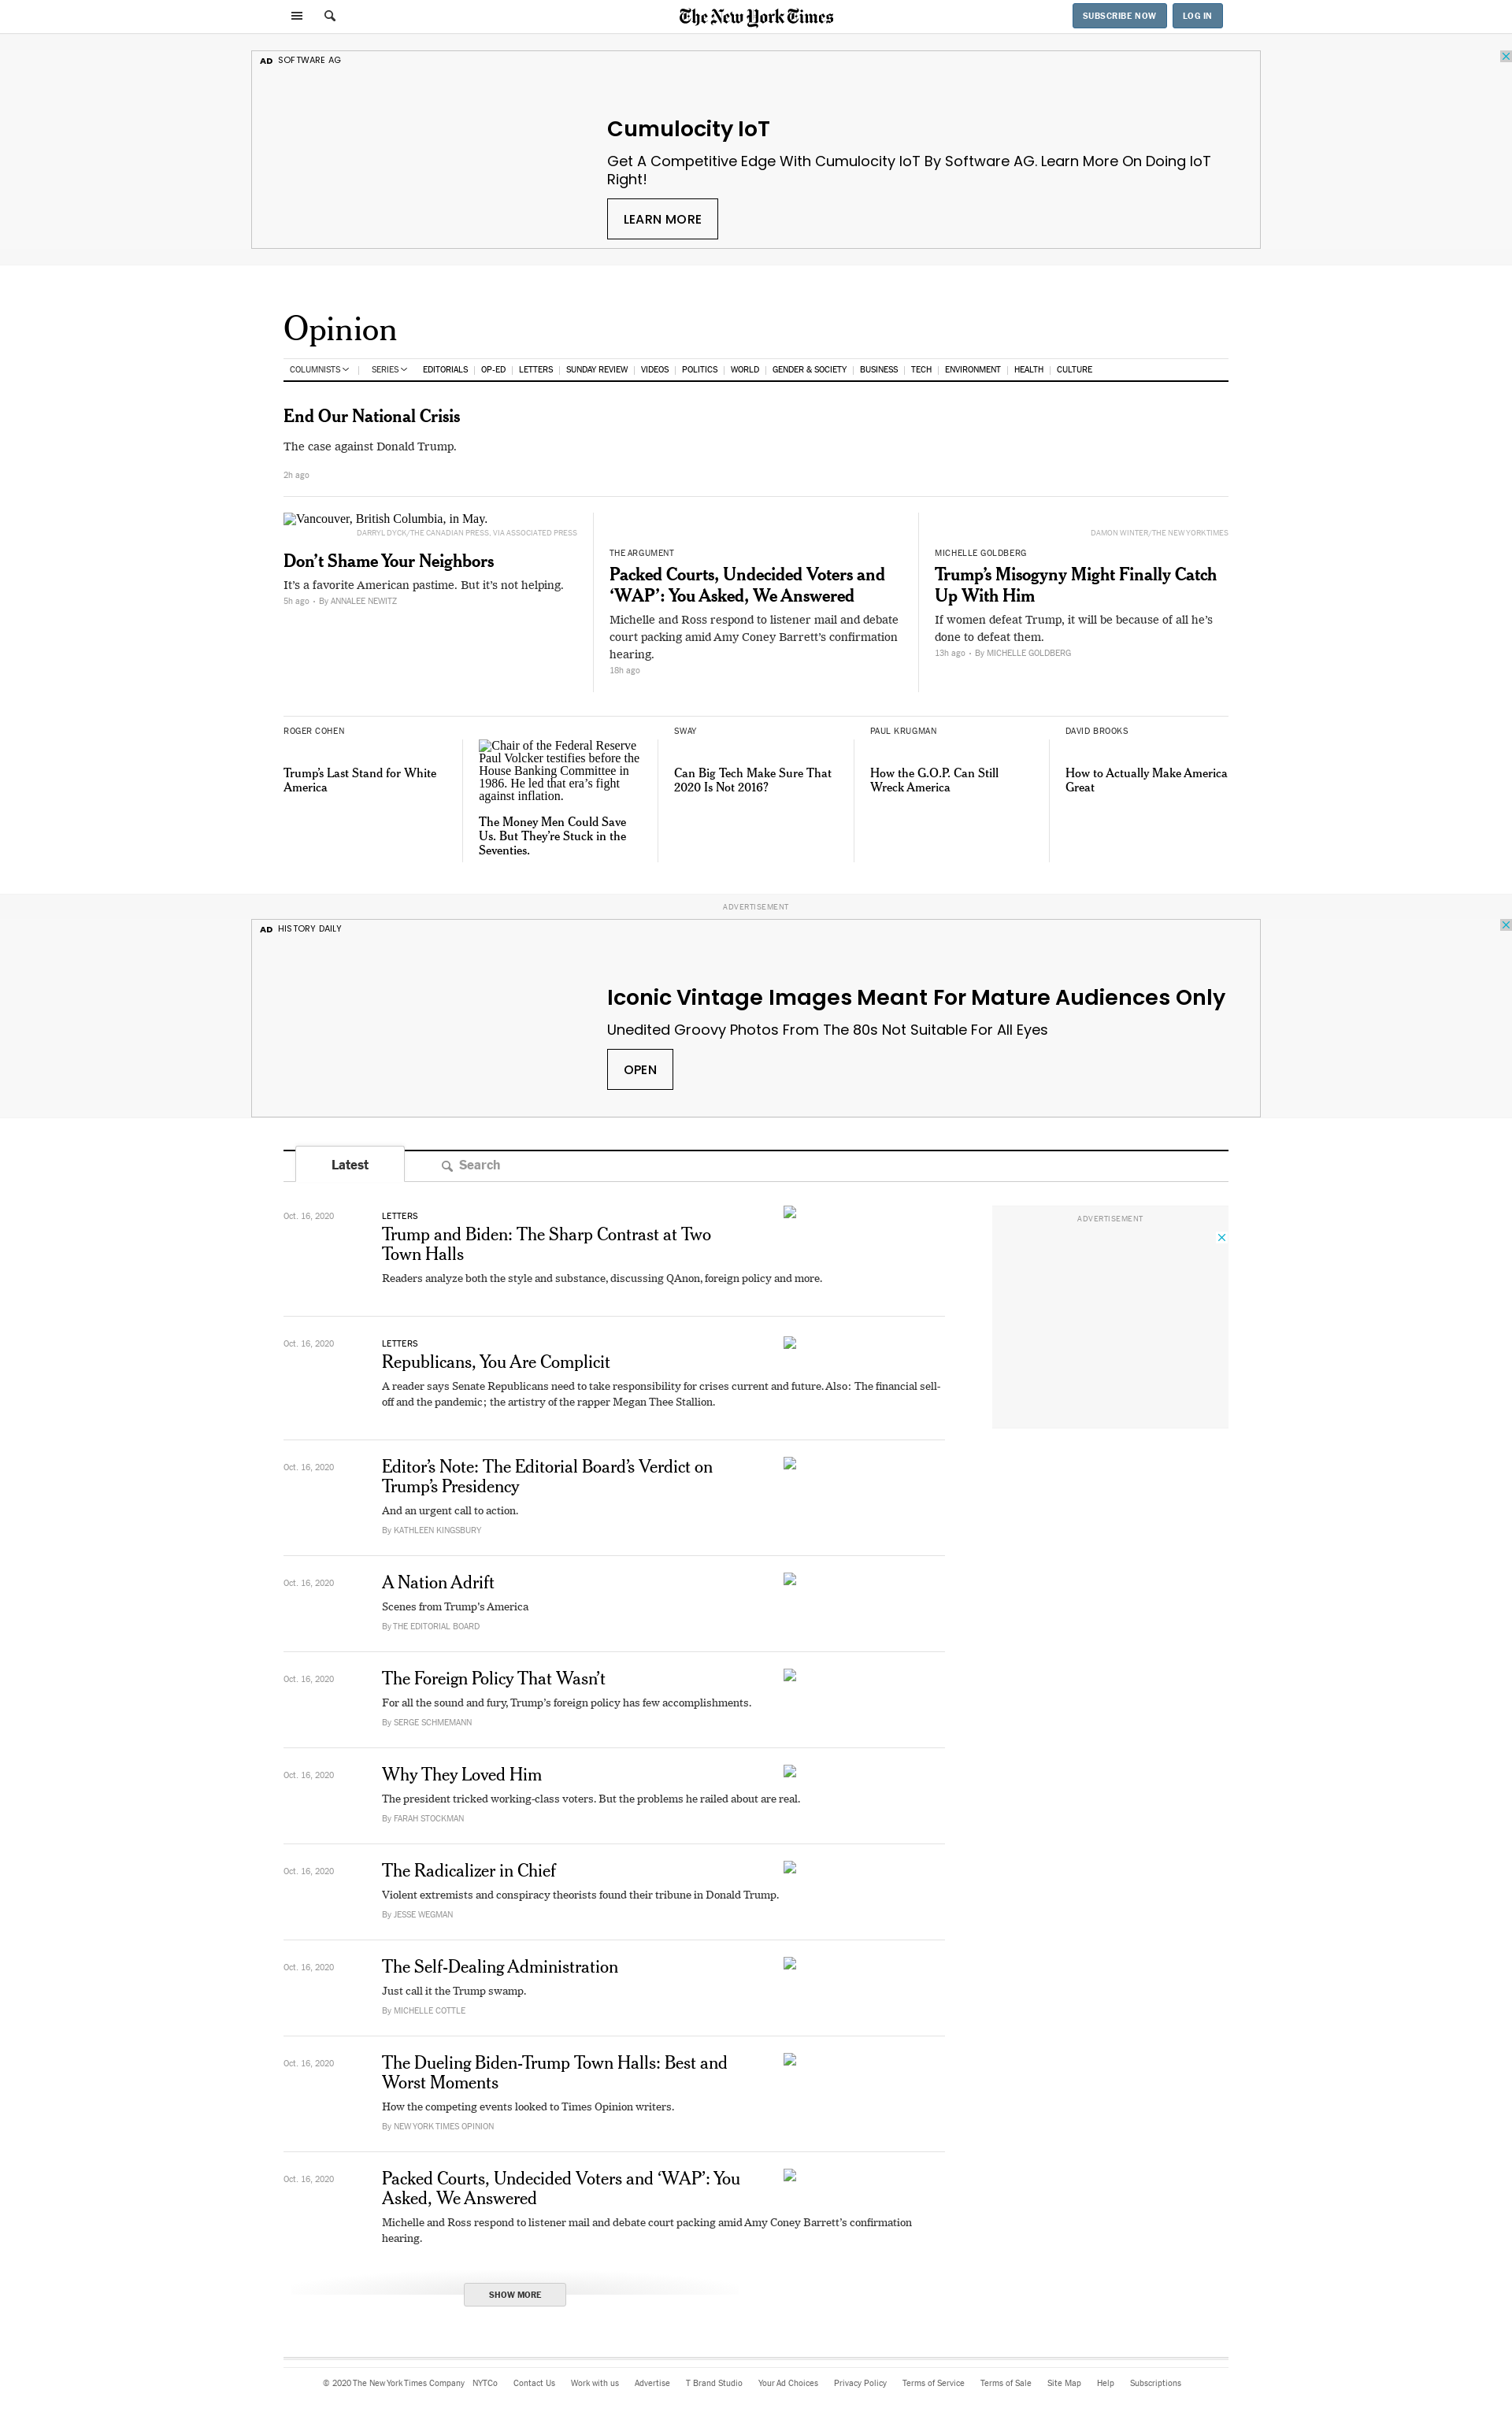 The New York Times
SUBSCRIBE NOW
LOG IN
AD SOFTWARE AG
Cumulocity IoT
Get A Competitive Edge With Cumulocity IoT By Software AG. Learn More On Doing IoT
Right!
LEARN MORE
Opinion
COLUMNISTS SERIES EDITORIALS OP-ED LETTERS SUNDAY REVIEW VIDEOS POLITICS WORLD GENDER & SOCIETY BUSINESS TECH ENVIRONMENT HEALTH CULTURE
End Our National Crisis
The case against Donald Trump.
2h ago
Vancouver, British Columbia, in May.
DARRYL DYCK/THE CANADIAN PRESS, VIA ASSOCIATED PRESS
Don’t Shame Your Neighbors
It’s a favorite American pastime. But it’s not helping.
5h ago • By ANNALEE NEWITZ
THE ARGUMENT
Packed Courts, Undecided Voters and
‘WAP’: You Asked, We Answered
Michelle and Ross respond to listener mail and debate
court packing amid Amy Coney Barrett’s confirmation
hearing.
18h ago
DAMON WINTER/THE NEW YORK TIMES
MICHELLE GOLDBERG
Trump’s Misogyny Might Finally Catch
Up With Him
If women defeat Trump, it will be because of all he’s
done to defeat them.
13h ago • By MICHELLE GOLDBERG
ROGER COHEN
Trump’s Last Stand for White
America
Chair of the Federal Reserve
Paul Volcker testifies before the
House Banking Committee in
1986. He led that era’s fight
against inflation.
The Money Men Could Save
Us. But They’re Stuck in the
Seventies.
SWAY
Can Big Tech Make Sure That
2020 Is Not 2016?
PAUL KRUGMAN
How the G.O.P. Can Still
Wreck America
DAVID BROOKS
How to Actually Make America
Great
ADVERTISEMENT
AD HISTORY DAILY
Iconic Vintage Images Meant For Mature Audiences Only
Unedited Groovy Photos From The 80s Not Suitable For All Eyes
OPEN
Latest
Search
ADVERTISEMENT
Oct. 16, 2020
LETTERS
Trump and Biden: The Sharp Contrast at Two
Town Halls
Readers analyze both the style and substance, discussing QAnon, foreign policy and more.
Oct. 16, 2020
LETTERS
Republicans, You Are Complicit
A reader says Senate Republicans need to take responsibility for crises current and future. Also: The financial sell-
off and the pandemic; the artistry of the rapper Megan Thee Stallion.
Oct. 16, 2020
Editor’s Note: The Editorial Board’s Verdict on
Trump’s Presidency
And an urgent call to action.
By KATHLEEN KINGSBURY
Oct. 16, 2020
A Nation Adrift
Scenes from Trump’s America
By THE EDITORIAL BOARD
Oct. 16, 2020
The Foreign Policy That Wasn’t
For all the sound and fury, Trump’s foreign policy has few accomplishments.
By SERGE SCHMEMANN
Oct. 16, 2020
Why They Loved Him
The president tricked working-class voters. But the problems he railed about are real.
By FARAH STOCKMAN
Oct. 16, 2020
The Radicalizer in Chief
Violent extremists and conspiracy theorists found their tribune in Donald Trump.
By JESSE WEGMAN
Oct. 16, 2020
The Self-Dealing Administration
Just call it the Trump swamp.
By MICHELLE COTTLE
Oct. 16, 2020
The Dueling Biden-Trump Town Halls: Best and
Worst Moments
How the competing events looked to Times Opinion writers.
By NEW YORK TIMES OPINION
Oct. 16, 2020
Packed Courts, Undecided Voters and ‘WAP’: You
Asked, We Answered
Michelle and Ross respond to listener mail and debate court packing amid Amy Coney Barrett’s confirmation
hearing.
SHOW MORE
© 2020 The New York Times Company NYTCo Contact Us Work with us Advertise T Brand Studio Your Ad Choices Privacy Policy Terms of Service Terms of Sale Site Map Help Subscriptions